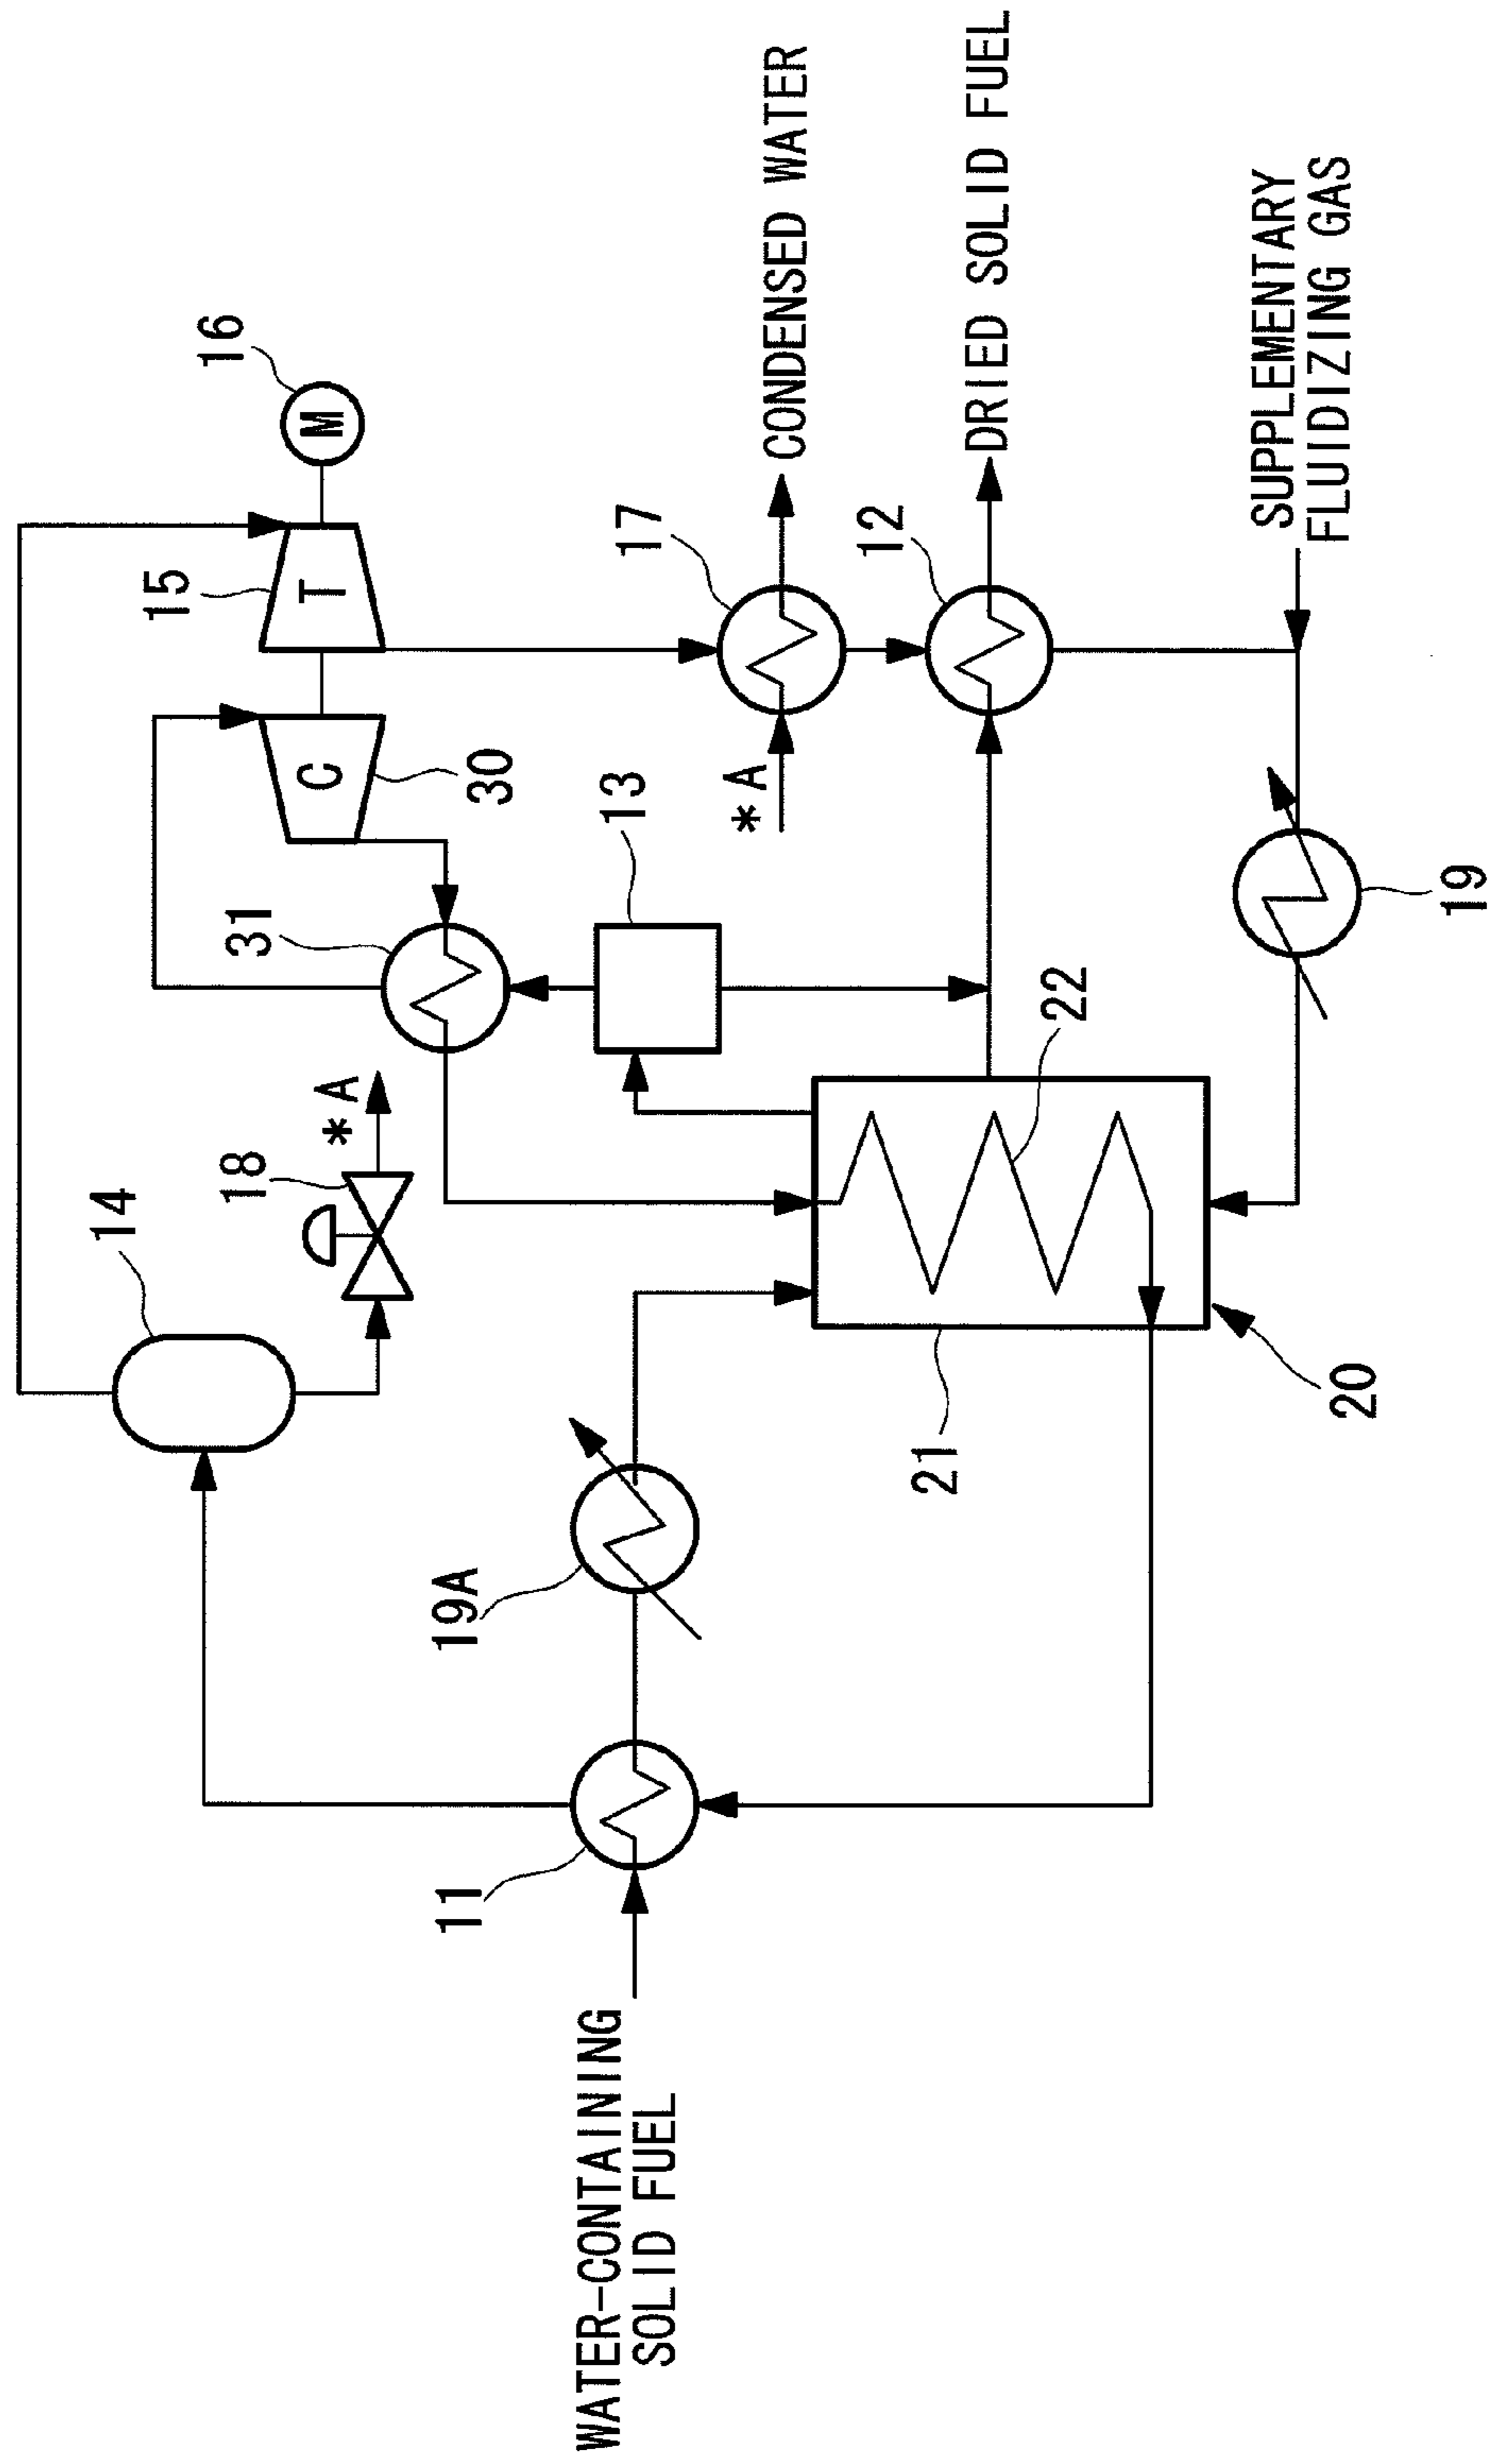 14
15
16
18
*A
31
C
T
M
30
19A
11
13
17
*A
CONDENSED WATER
WATER-CONTAINING
SOLID FUEL
12
DRIED SOLID FUEL
21
22
20
19
SUPPLEMENTARY
FLUIDIZING GAS